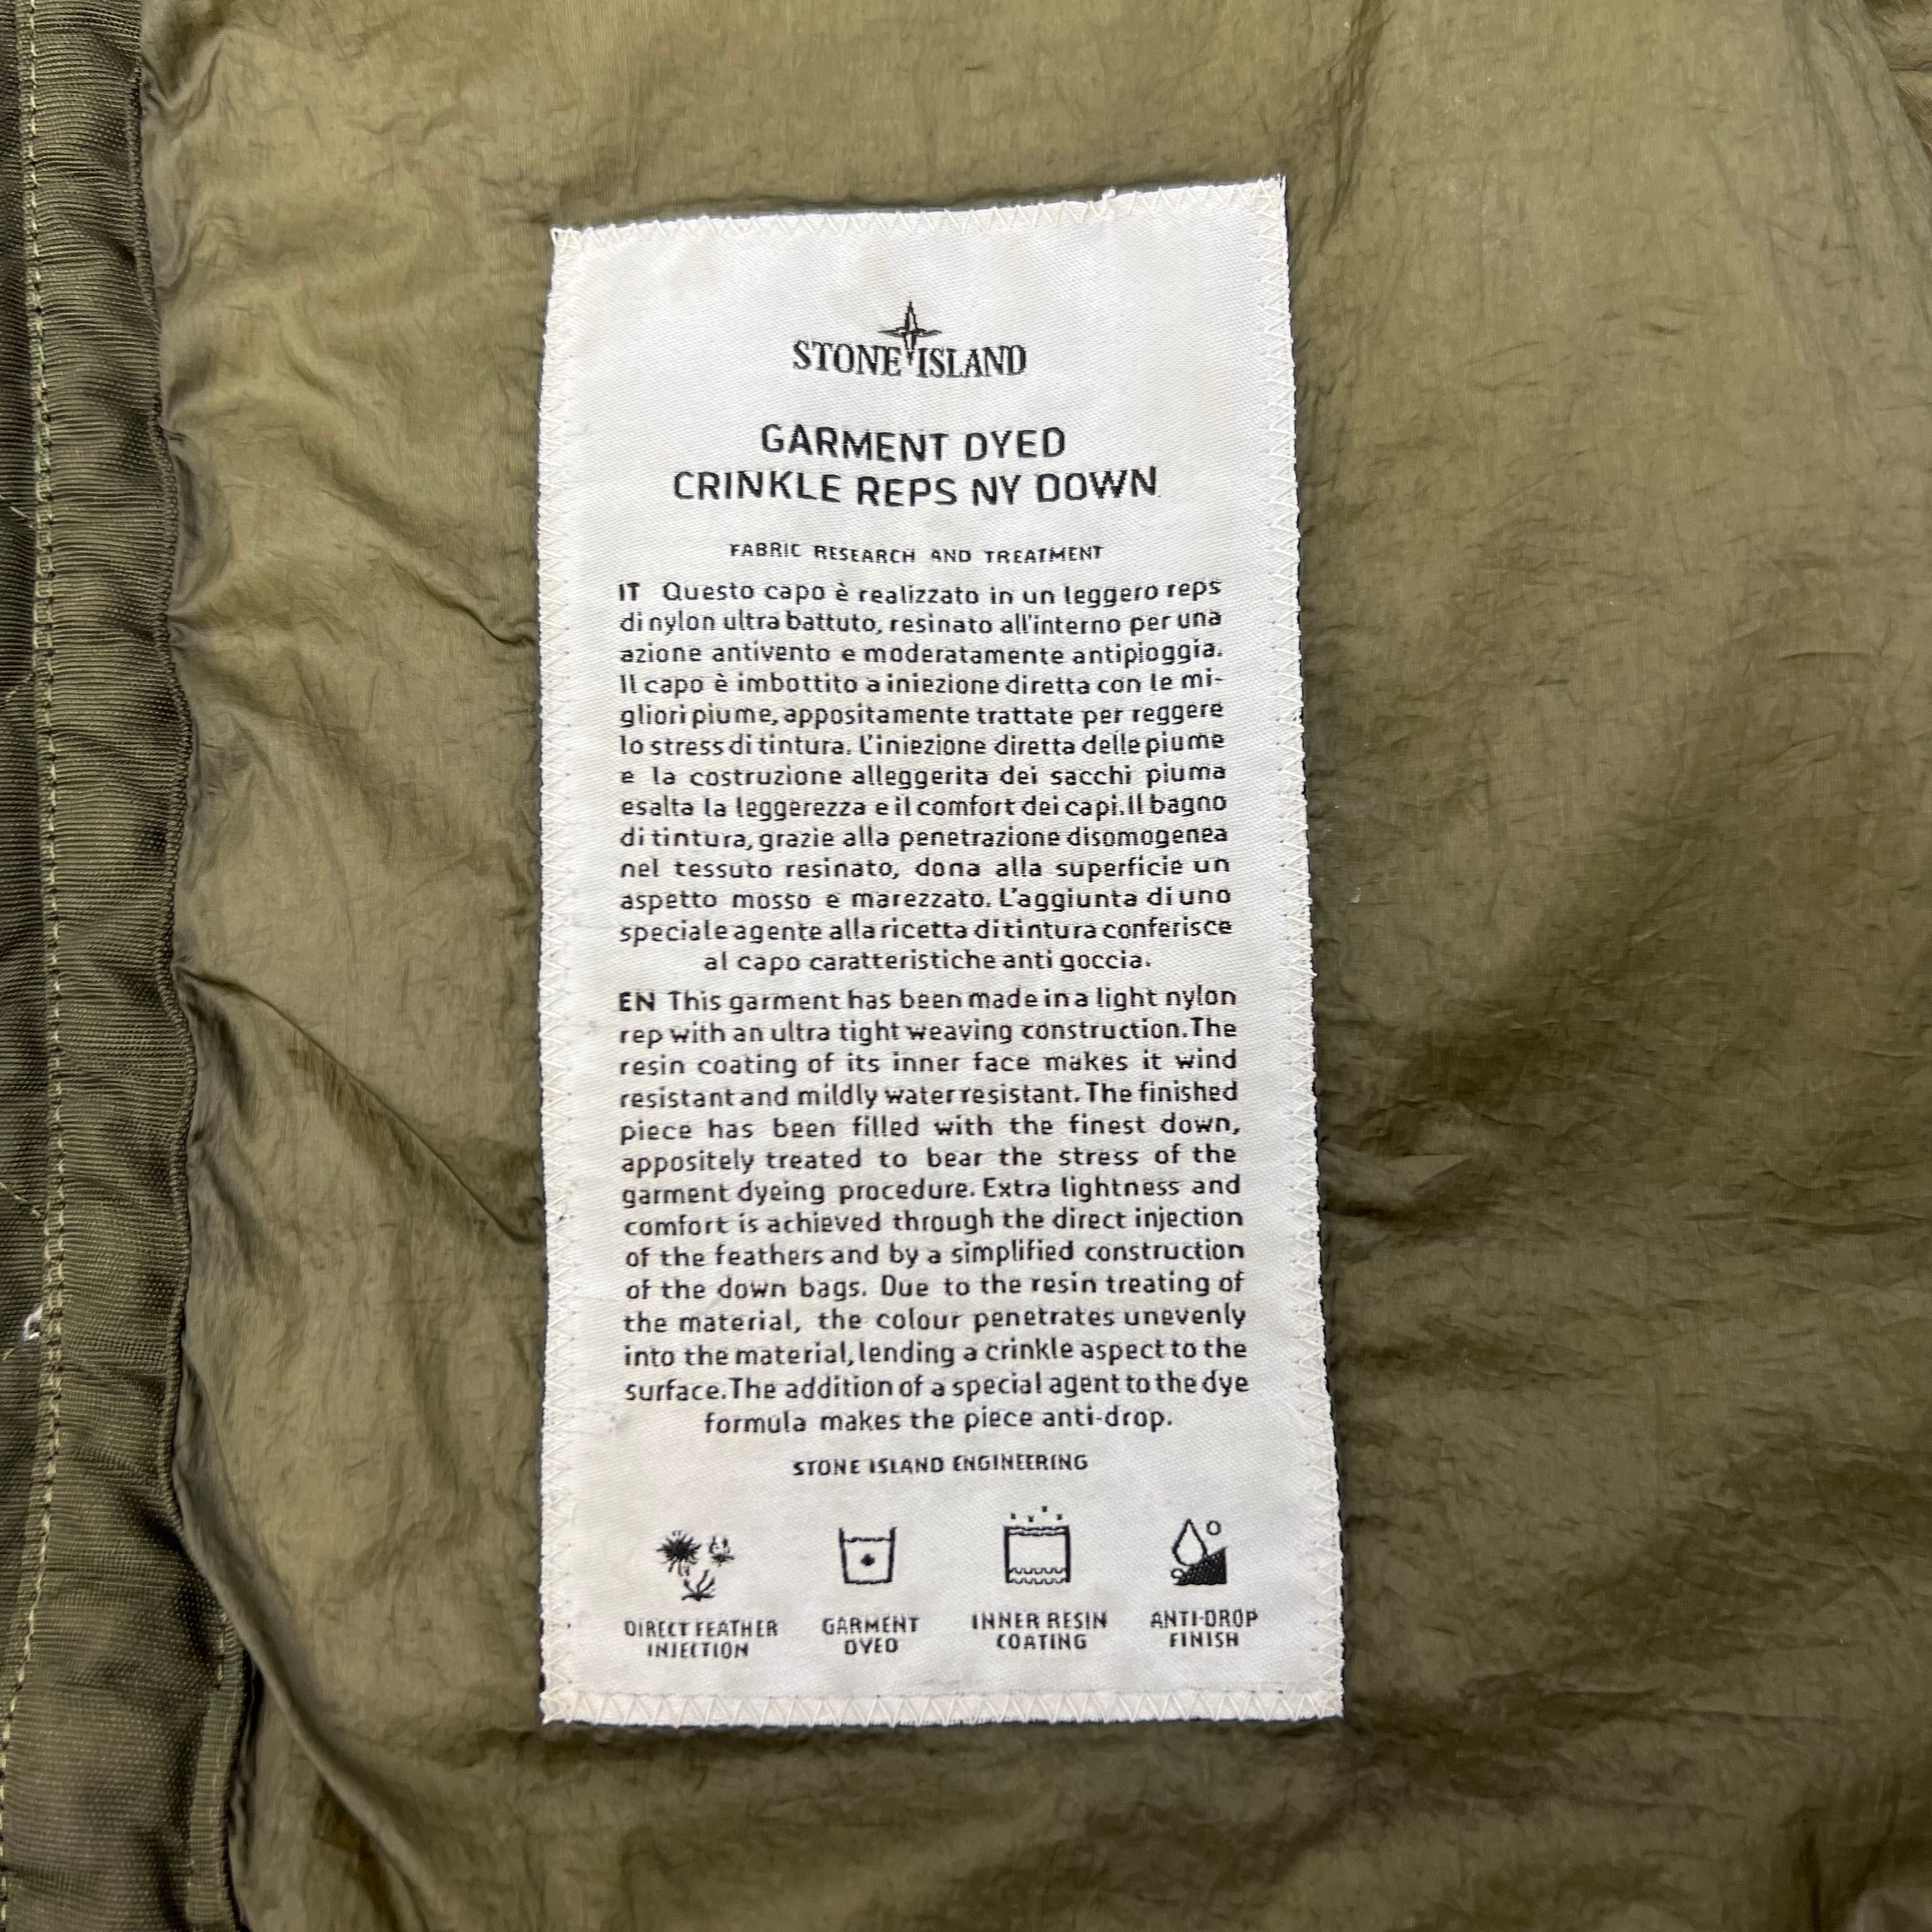 STONE ISLAND
GARMENT DYED
CRINKLE REPS NY DOWN
FABRIC RESEARCH AND TREATMENT
IT Questo capo è realizzato in un leggero reps
di nylon ultra battuto, resinato all'interno per una
azione antivento e moderatamente antipioggia.
Il capo è imbottito a iniezione diretta con le mi-
gliori piume, appositamente trattate per reggere
lo stress di tintura. L'iniezione diretta delle piume
e la costruzione alleggerita dei sacchi piuma
esalta la leggerezza e il comfort dei capi. Il bagno
di tintura, grazie alla penetrazione disomogenea
nel tessuto resinato, dona alla superficie un
aspetto mosso e marezzato. L'aggiunta di uno
speciale agente alla ricetta di tintura conferisce
al capo caratteristiche anti goccia.
EN This garment has been made in a light nylon
rep with an ultra tight weaving construction. The
resin coating of its inner face makes it wind
resistant and mildly water resistant. The finished
piece has been filled with the finest down,
appositely treated to bear the stress of the
garment dyeing procedure. Extra lightness and
comfort is achieved through the direct injection
of the feathers and by a simplified construction
of the down bags. Due to the resin treating of
the material, the colour penetrates unevenly
into the material, lending a crinkle aspect to the
surface. The addition of a special agent to the dye
formula makes the piece anti-drop.
STONE ISLAND ENGINEERING
DIRECT FEATHER
INJECTION
GARMENT
DYED
INNER RESIN
COATING
ANTI-DROP
FINISH